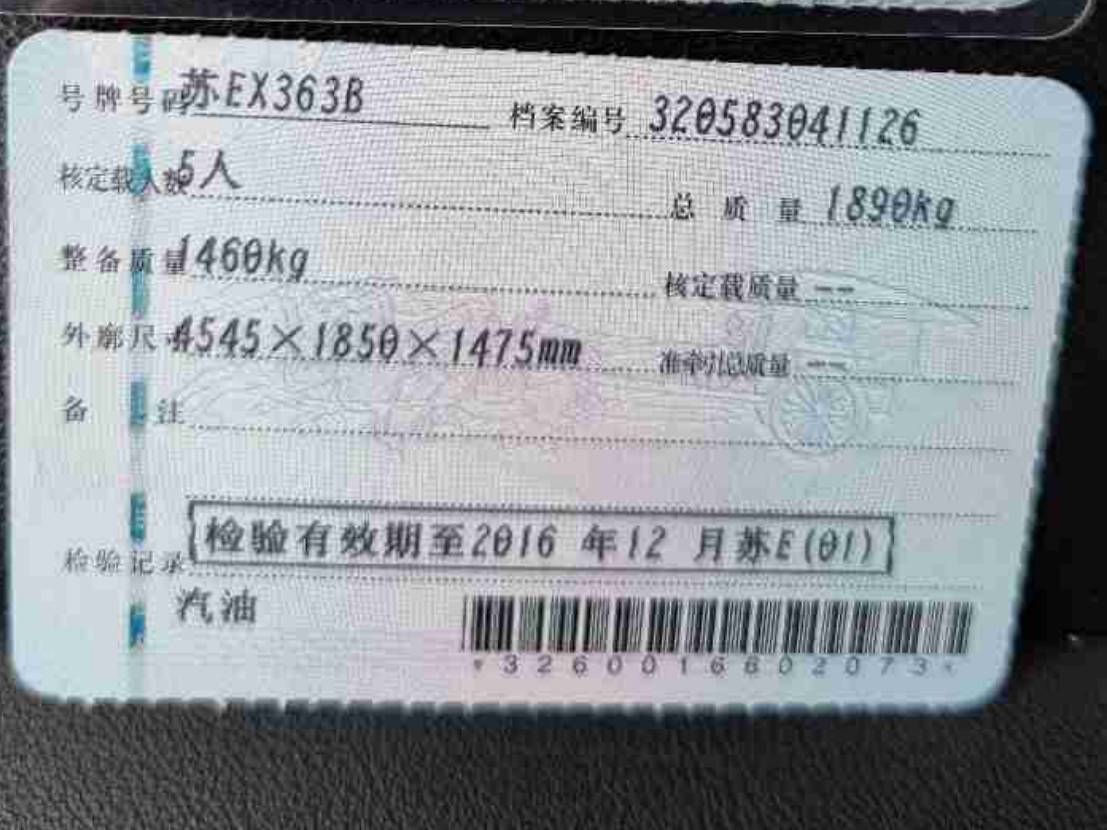 号牌号码 苏EX363B 档案编号 320583041126
核定载人数 5人 总质量 1890kg
整备质量 1460kg 核定载质量 --
外廓尺寸 4545×1850×1475mm 准牵引总质量 --
备注
检验记录 检验有效期至2016 年12 月苏E(01)
汽油
*3260016602073*